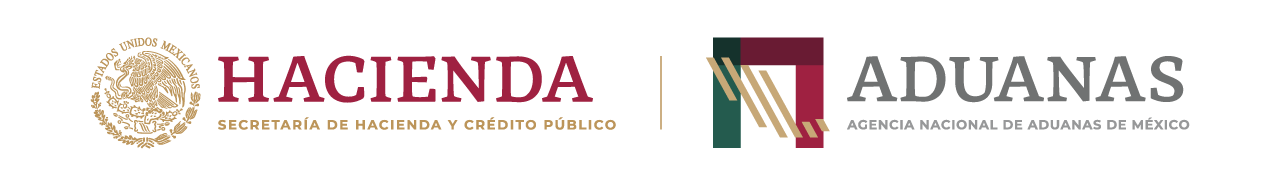 ESTADOS UNIDOS MEXICANOS
HACIENDA
SECRETARÍA DE HACIENDA Y CRÉDITO PÚBLICO
ADUANAS
AGENCIA NACIONAL DE ADUANAS DE MÉXICO